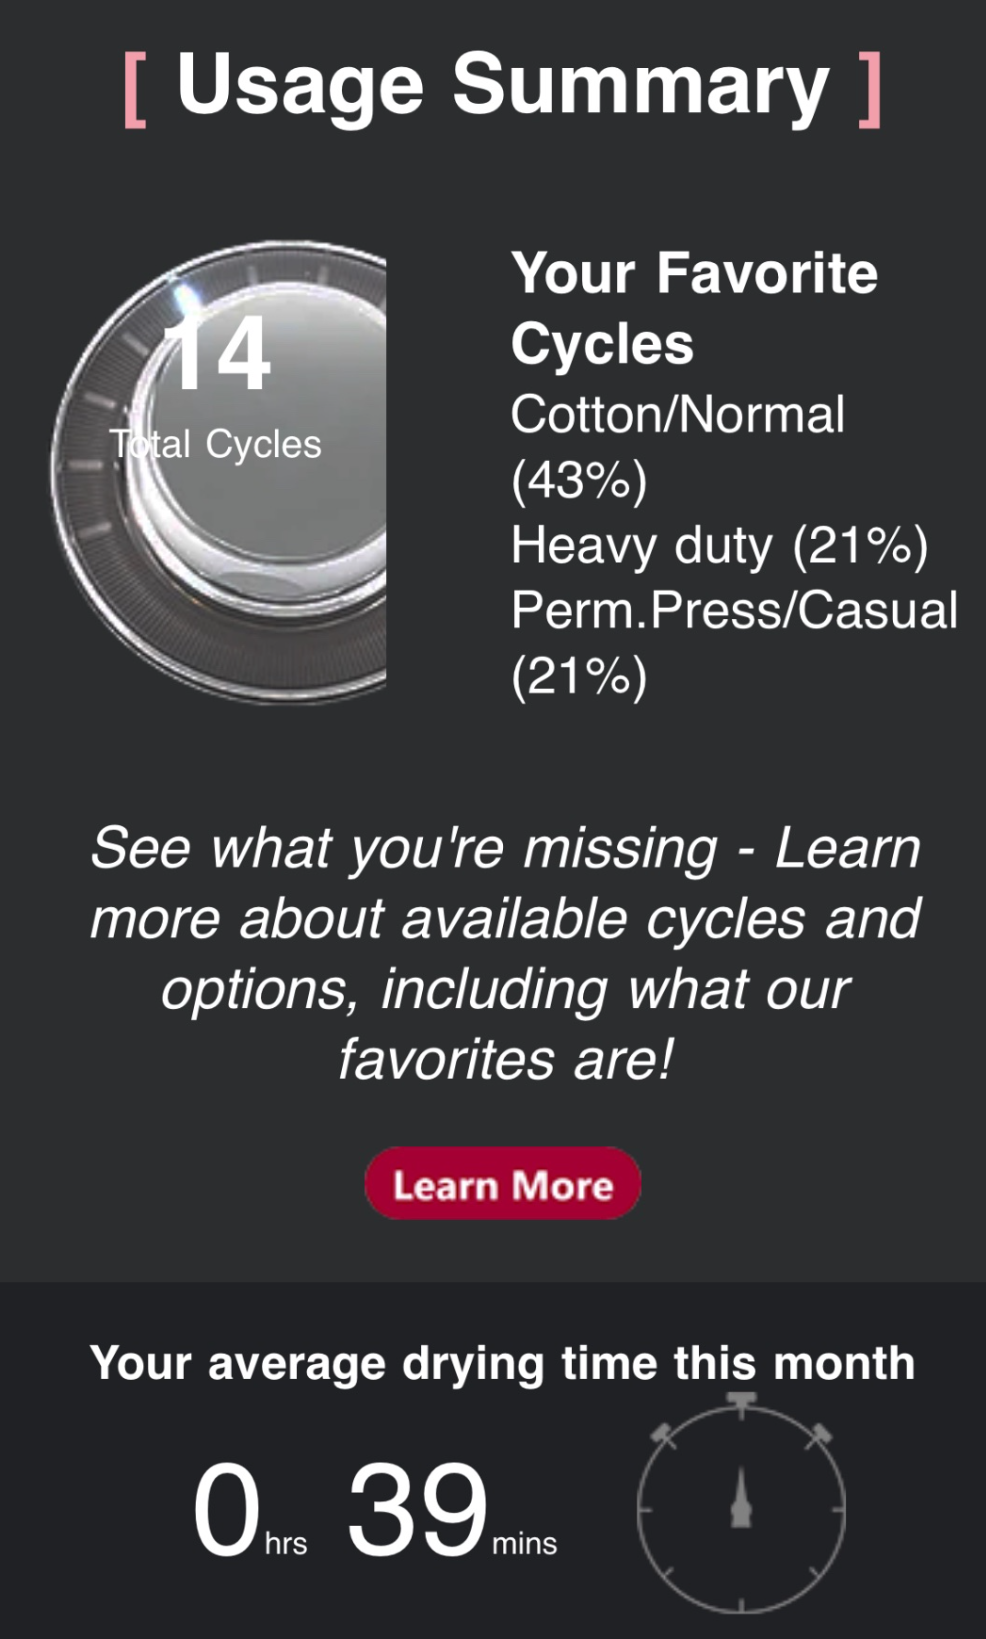 [ Usage Summary ]
14
Total Cycles
Your Favorite
Cycles
Cotton/Normal
(43%)
Heavy duty (21%)
Perm.Press/Casual
(21%)
See what you're missing - Learn
more about available cycles and
options, including what our
favorites are!
Learn More
Your average drying time this month
0 hrs 39 mins